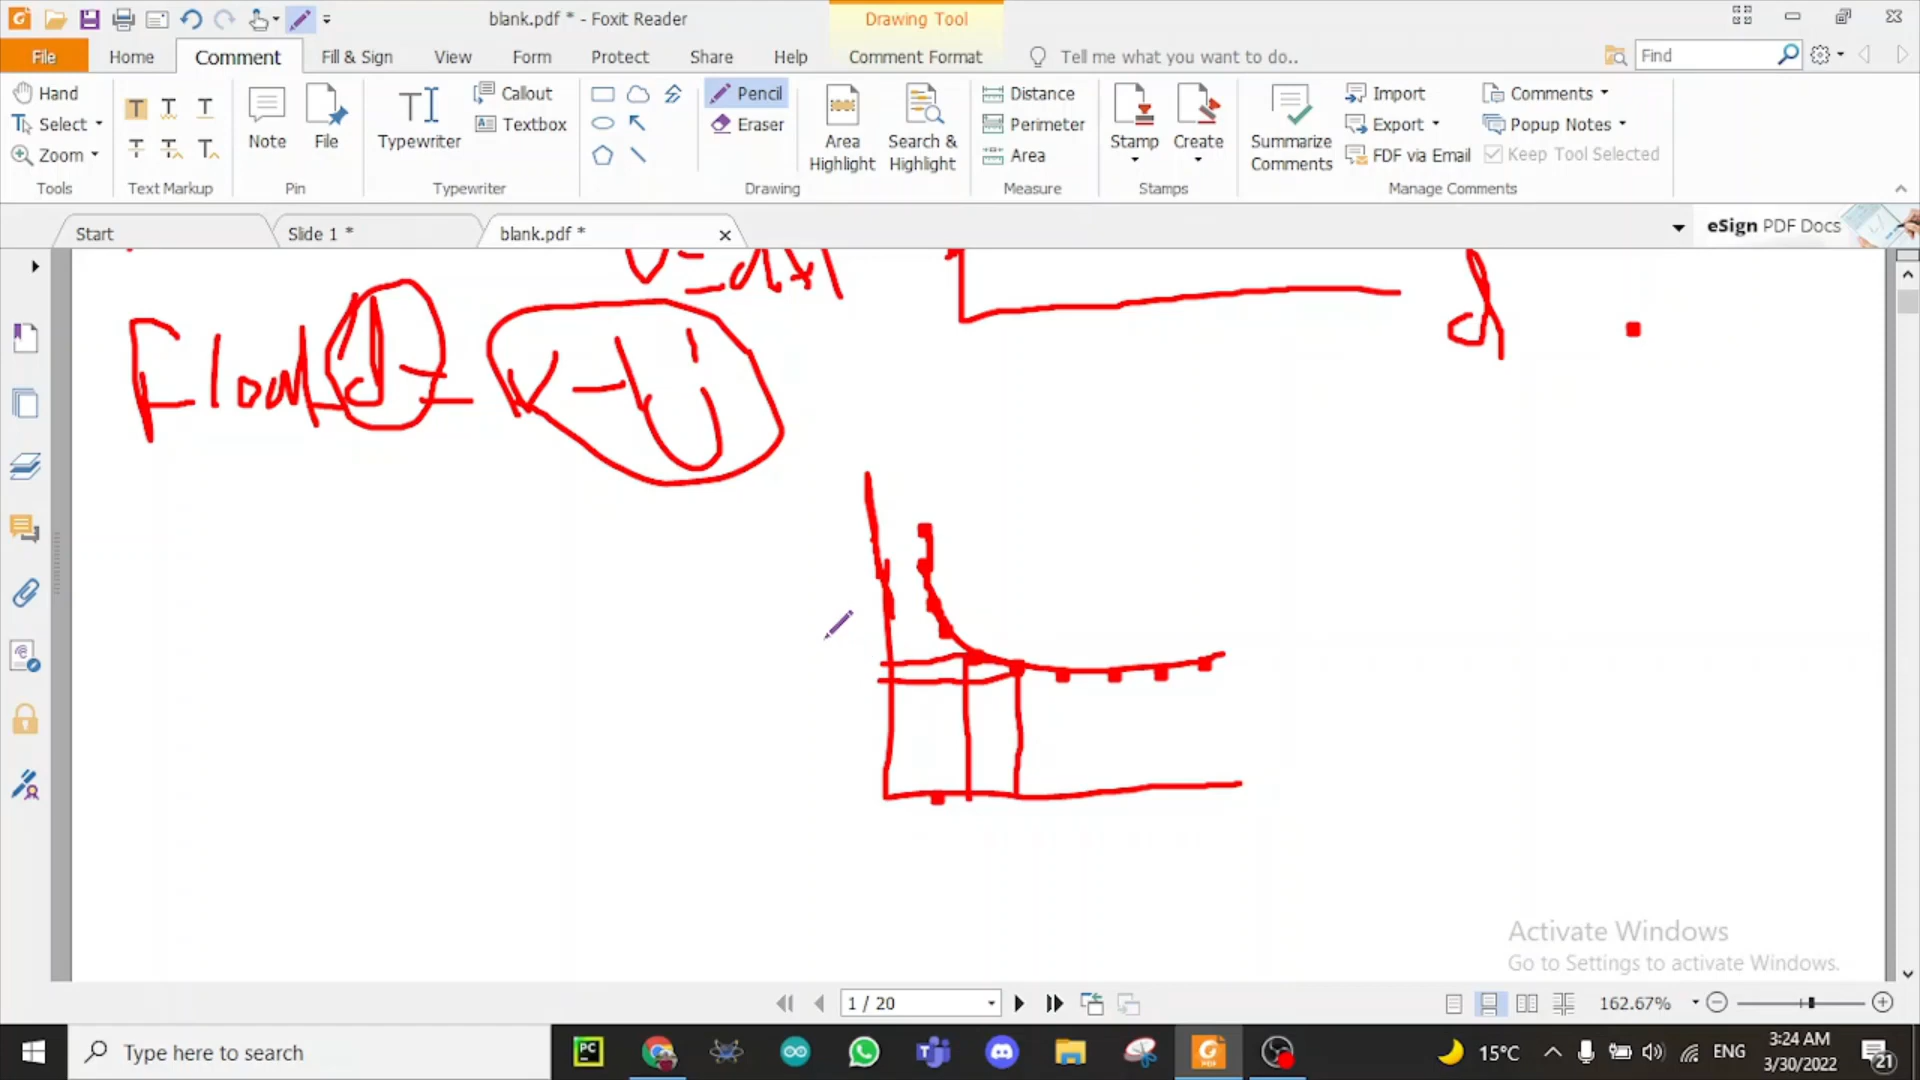 blank.pdf * - Foxit Reader
Drawing Tool
File
Home
Comment
Fill & Sign
View
Form
Protect
Share
Help
Comment Format
Tell me what you want to do..
Find
Hand
Select
Zoom
Tools
Text Markup
Note
File
Pin
Typewriter
Callout
Textbox
Typewriter
Pencil
Eraser
Drawing
Area Highlight
Search & Highlight
Distance
Perimeter
Area
Measure
Stamp
Create
Stamps
Summarize Comments
Import
Export
FDF via Email
Comments
Popup Notes
Keep Tool Selected
Manage Comments
Start
Slide 1 *
blank.pdf *
eSign PDF Docs
d
Activate Windows
Go to Settings to activate Windows.
1 / 20
162.67%
Type here to search
PC
15°C
ENG
3:24 AM
3/30/2022
21